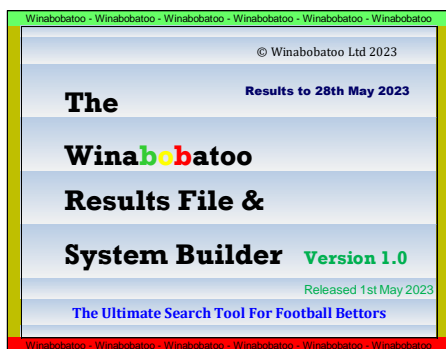 Winabobatoo - Winabobatoo - Winabobatoo - Winabobatoo - Winabobatoo
© Winabobatoo Ltd 2023
Results to 28th May 2023
The
Winabobatoo
Results File &
System Builder Version 1.0
Released 1st May 2023
The Ultimate Search Tool For Football Bettors
Winabobatoo - Winabobatoo - Winabobatoo - Winabobatoo - Winabobatoo